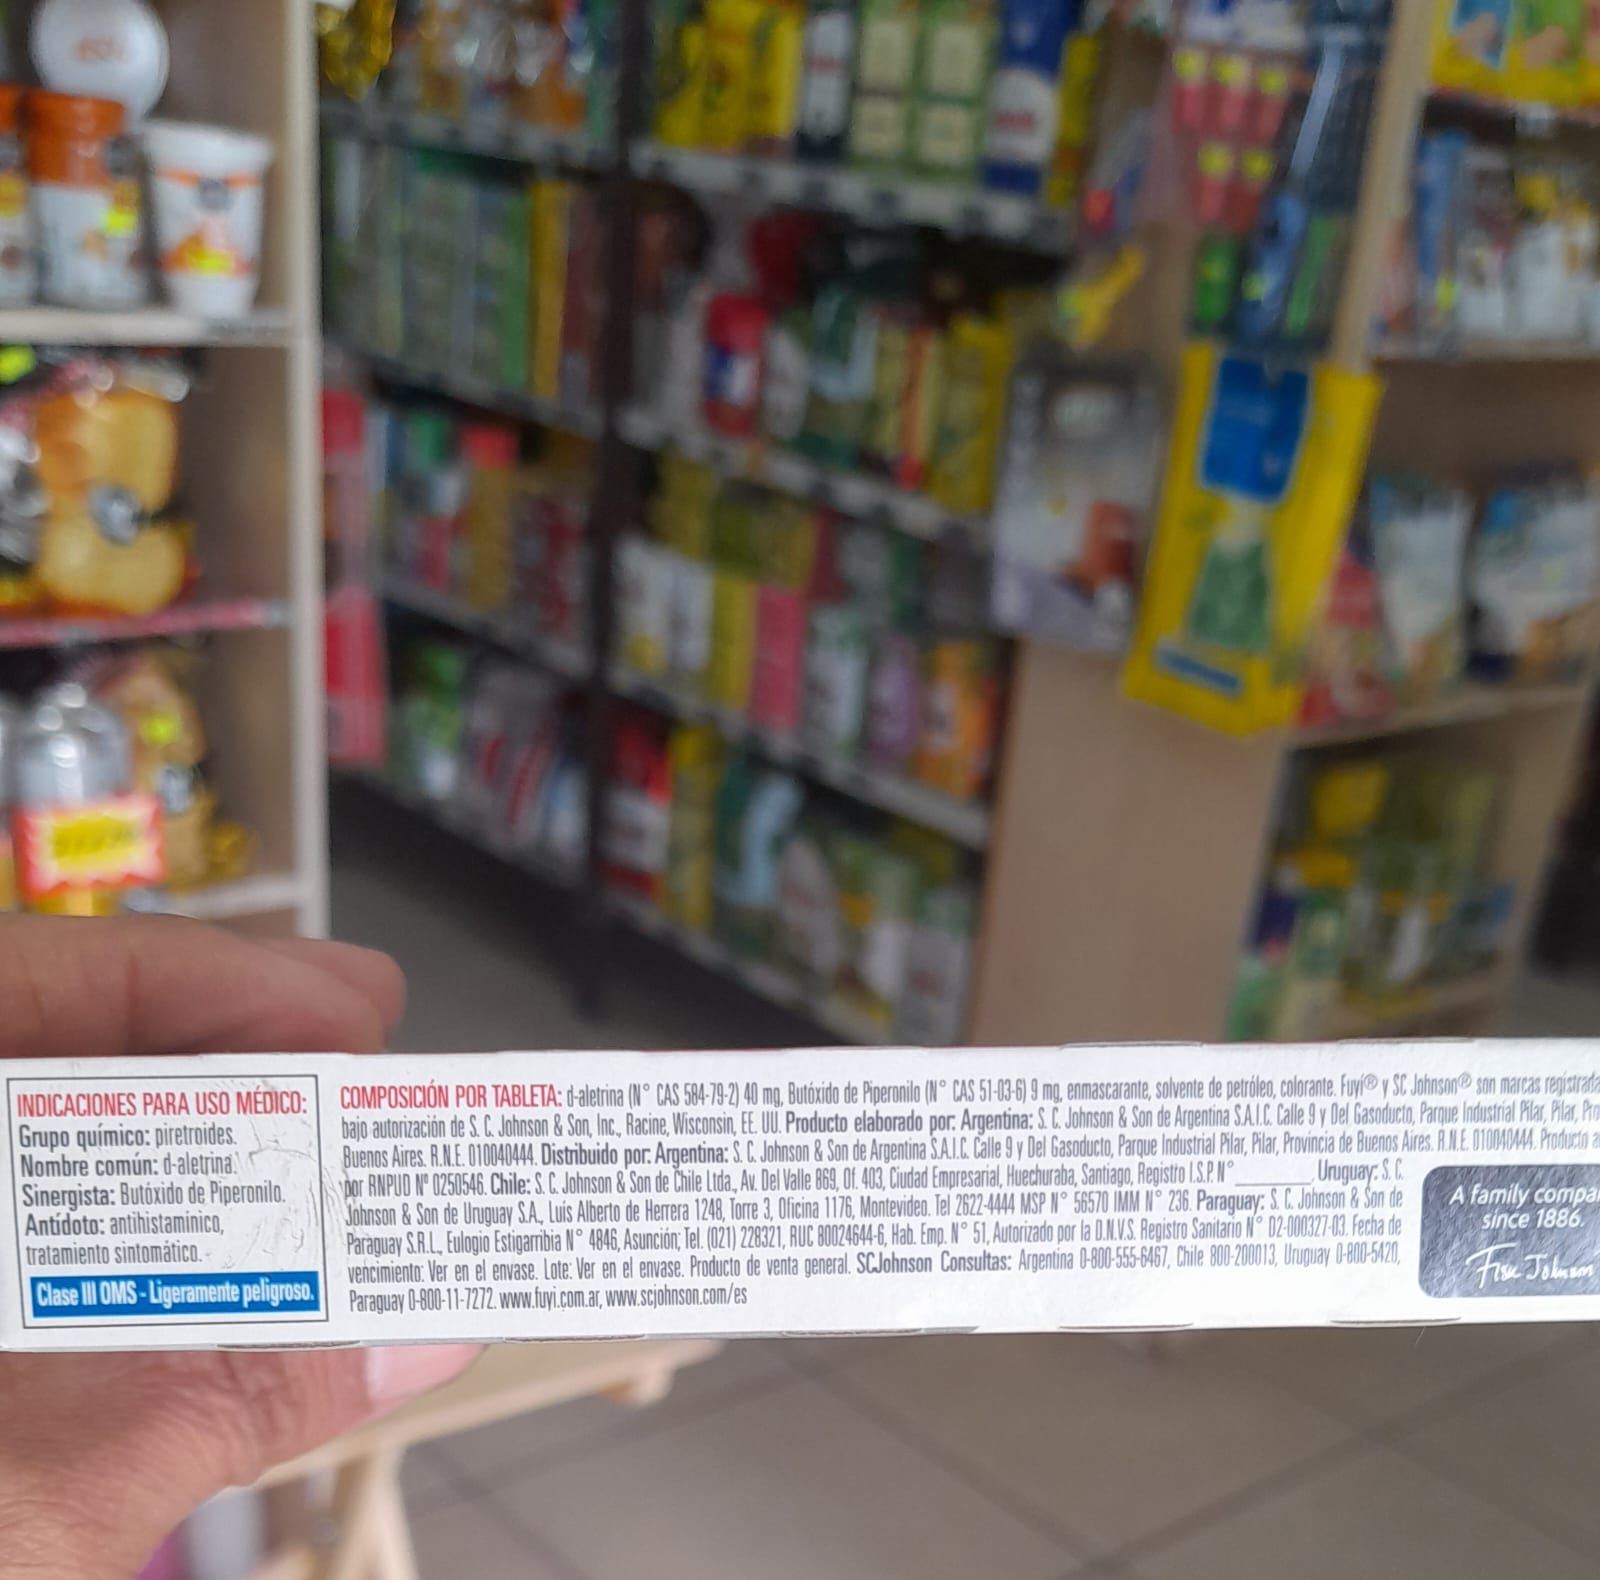 INDICACIONES PARA USO MÉDICO:
Grupo químico: piretroides.
Nombre común: d-aletrina.
Sinergista: Butóxido de Piperonilo.
Antídoto: antihistamínico,
tratamiento sintomático.
Clase III OMS - Ligeramente peligroso.
COMPOSICIÓN POR TABLETA: d-aletrina (N° CAS 584-79-2) 40 mg, Butóxido de Piperonilo (N° CAS 51-03-6) 9 mg, enmascarante, solvente de petróleo, colorante. Fuyi® y SC Johnson® son marcas registrada
bajo autorización de S. C. Johnson & Son, Inc., Racine, Wisconsin, EE. UU. Producto elaborado por: Argentina: S. C. Johnson & Son de Argentina S.A.I.C. Calle 9 y Del Gasoducto, Parque Industrial Pilar, Pilar, Pro
Buenos Aires. R.N.E. 010040444. Distribuido por: Argentina: S. C. Johnson & Son de Argentina S.A.I.C. Calle 9 y Del Gasoducto, Parque Industrial Pilar, Pilar, Provincia de Buenos Aires. R.N.E. 010040444. Producto a
por RNPUD N° 0250546. Chile: S. C. Johnson & Son de Chile Ltda., Av. Del Valle 869, Of. 403, Ciudad Empresarial, Huechuraba, Santiago, Registro I.S.P. N° ________. Uruguay: S. C.
Johnson & Son de Uruguay S.A., Luis Alberto de Herrera 1248, Torre 3, Oficina 1176, Montevideo. Tel 2622-4444 MSP N° 56570 IMM N° 236. Paraguay: S. C. Johnson & Son de
Paraguay S.R.L., Eulogio Estigarribia N° 4846, Asunción; Tel. (021) 228321, RUC 80024644-6, Hab. Emp. N° 51, Autorizado por la D.N.V.S. Registro Sanitario N° 02-000327-03. Fecha de
vencimiento: Ver en el envase. Lote: Ver en el envase. Producto de venta general. SCJohnson Consultas: Argentina 0-800-555-6467, Chile 800-200013, Uruguay 0-800-5420,
Paraguay 0-800-11-7272. www.fuyi.com.ar, www.scjohnson.com/es
A family compa
since 1886.
Fisk Johnson